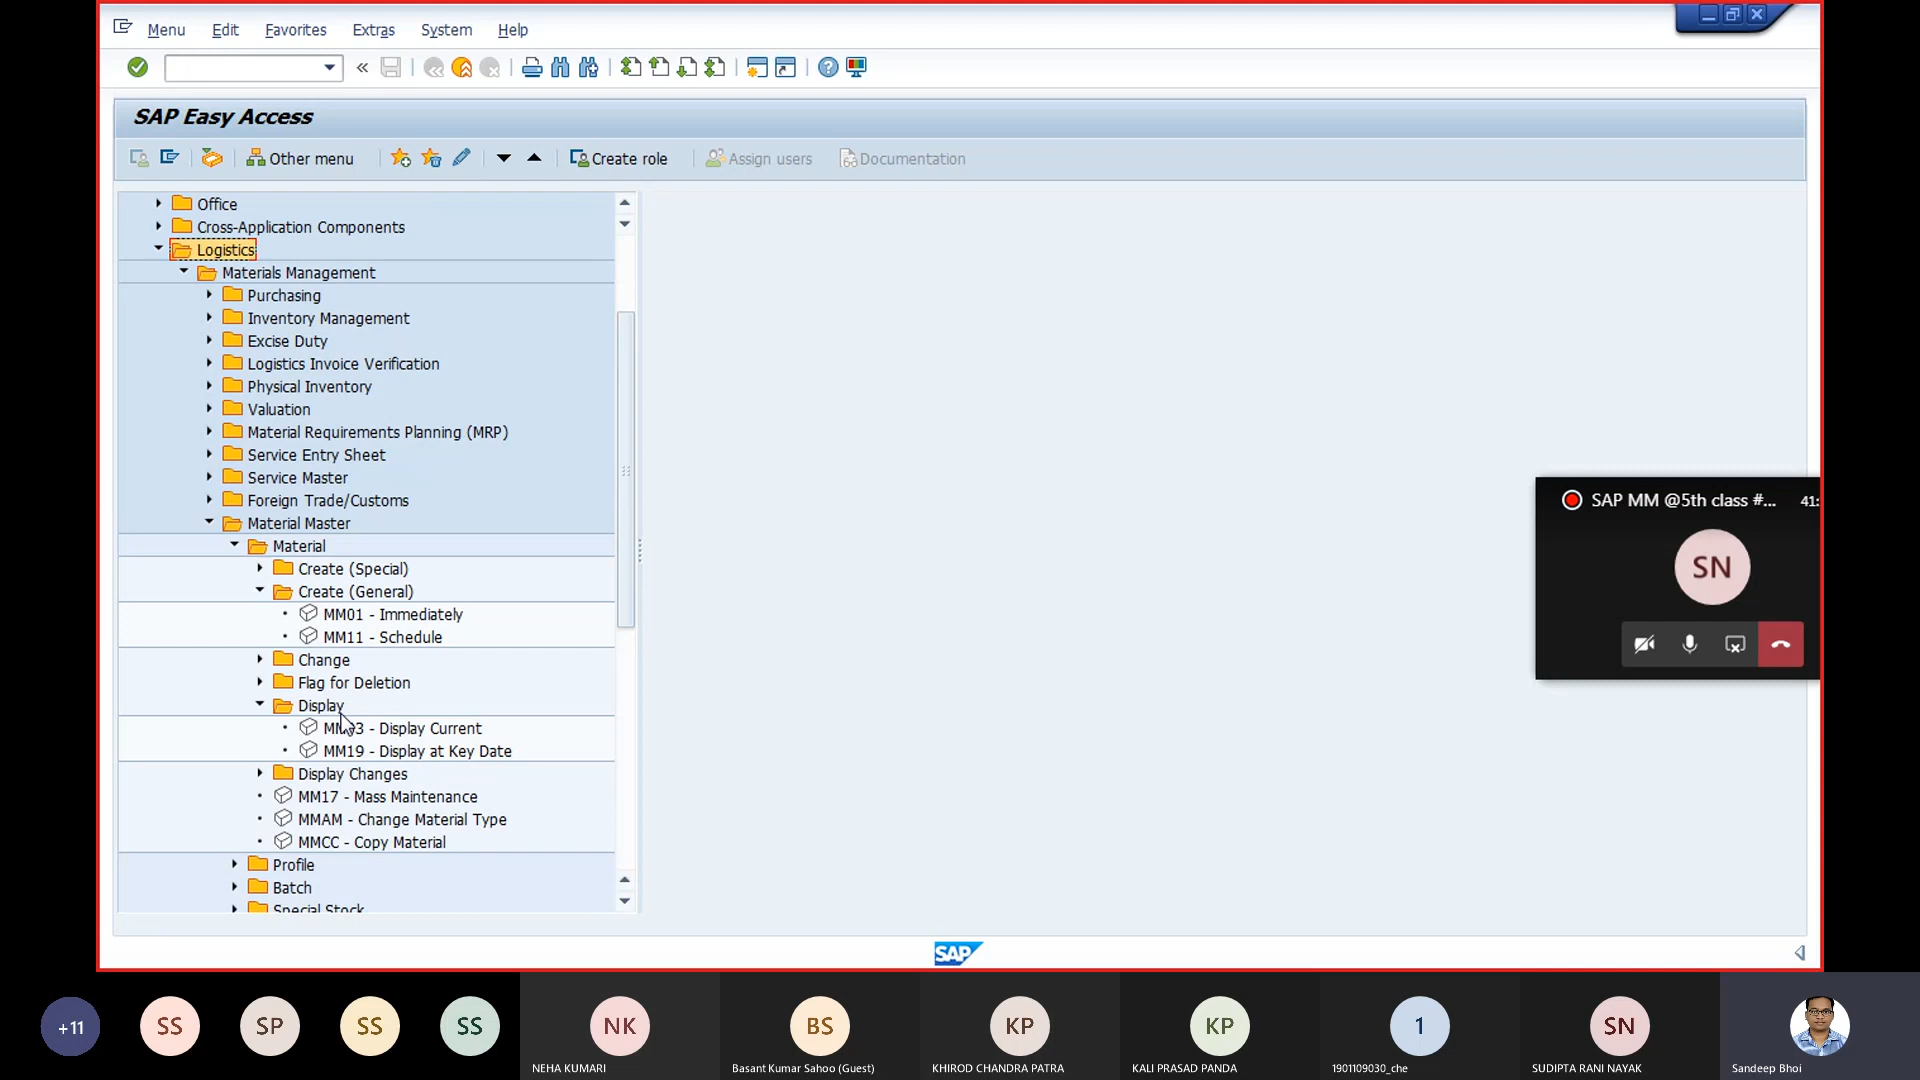 Menu Edit Favorites Extras System Help
SAP Easy Access
Other menu Create role Assign users Documentation
Office
Cross-Application Components
Logistics
Materials Management
Purchasing
Inventory Management
Excise Duty
Logistics Invoice Verification
Physical Inventory
Valuation
Material Requirements Planning (MRP)
Service Entry Sheet
Service Master
Foreign Trade/Customs
Material Master
Material
Create (Special)
Create (General)
MM01 - Immediately
MM11 - Schedule
Change
Flag for Deletion
Display
MM03 - Display Current
MM19 - Display at Key Date
Display Changes
MM17 - Mass Maintenance
MMAM - Change Material Type
MMCC - Copy Material
Profile
Batch
Special Stock
SAP MM @5th class #... 41:
SN
SAP
+11 SS SP SS SS NK BS KP KP 1 SN
NEHA KUMARI Basant Kumar Sahoo (Guest) KHIROD CHANDRA PATRA KALI PRASAD PANDA 1901109030_che SUDIPTA RANI NAYAK Sandeep Bhoi